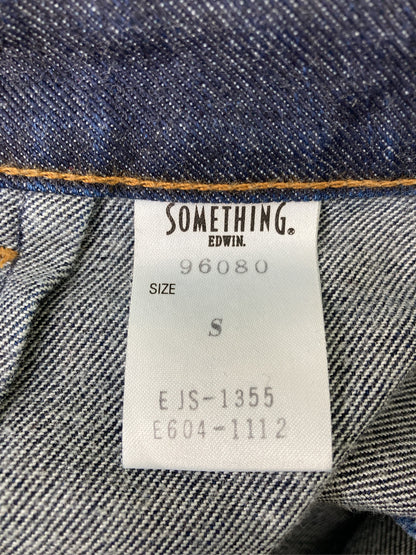 SOMETHING®
EDWIN.
96080
SIZE
S
EJS-1355
E604-1112